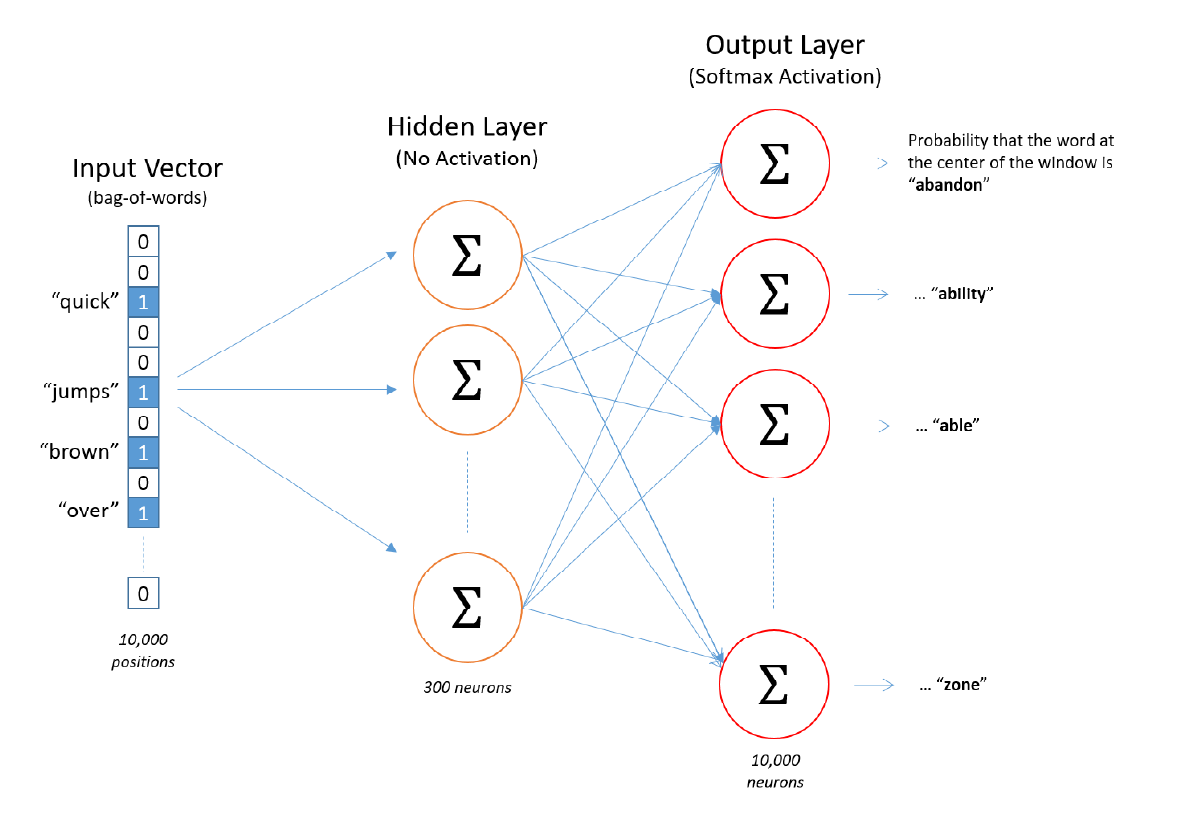 Input Vector
(bag-of-words)
0
0
“quick” 1
0
0
“jumps” 1
0
“brown” 1
0
“over” 1
0
10,000
positions
Hidden Layer
(No Activation)
Σ
Σ
Σ
300 neurons
Output Layer
(Softmax Activation)
Σ
Σ
Σ
Σ
10,000
neurons
Probability that the word at
the center of the window is
“abandon”
... “ability”
... “able”
... “zone”